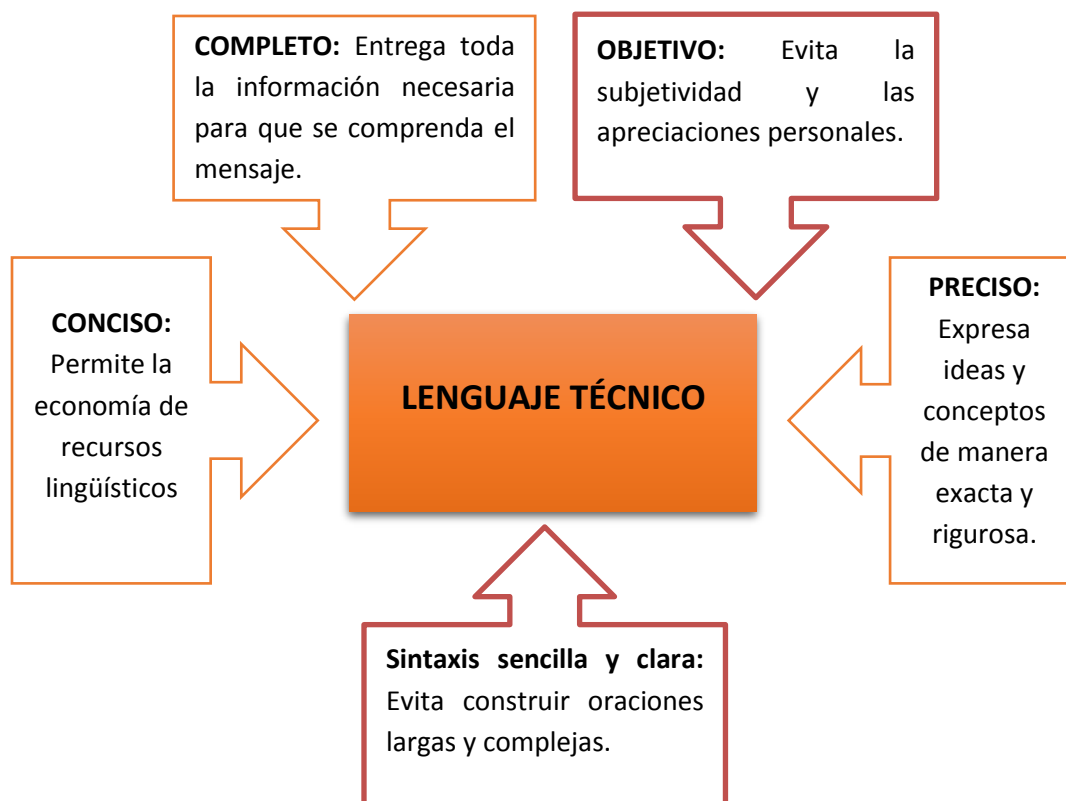 COMPLETO: Entrega toda
la información necesaria
para que se comprenda el
mensaje.
OBJETIVO: Evita la
subjetividad y las
apreciaciones personales.
CONCISO:
Permite la
economía de
recursos
lingüísticos
LENGUAJE TÉCNICO
PRECISO:
Expresa
ideas y
conceptos
de manera
exacta y
rigurosa.
Sintaxis sencilla y clara:
Evita construir oraciones
largas y complejas.